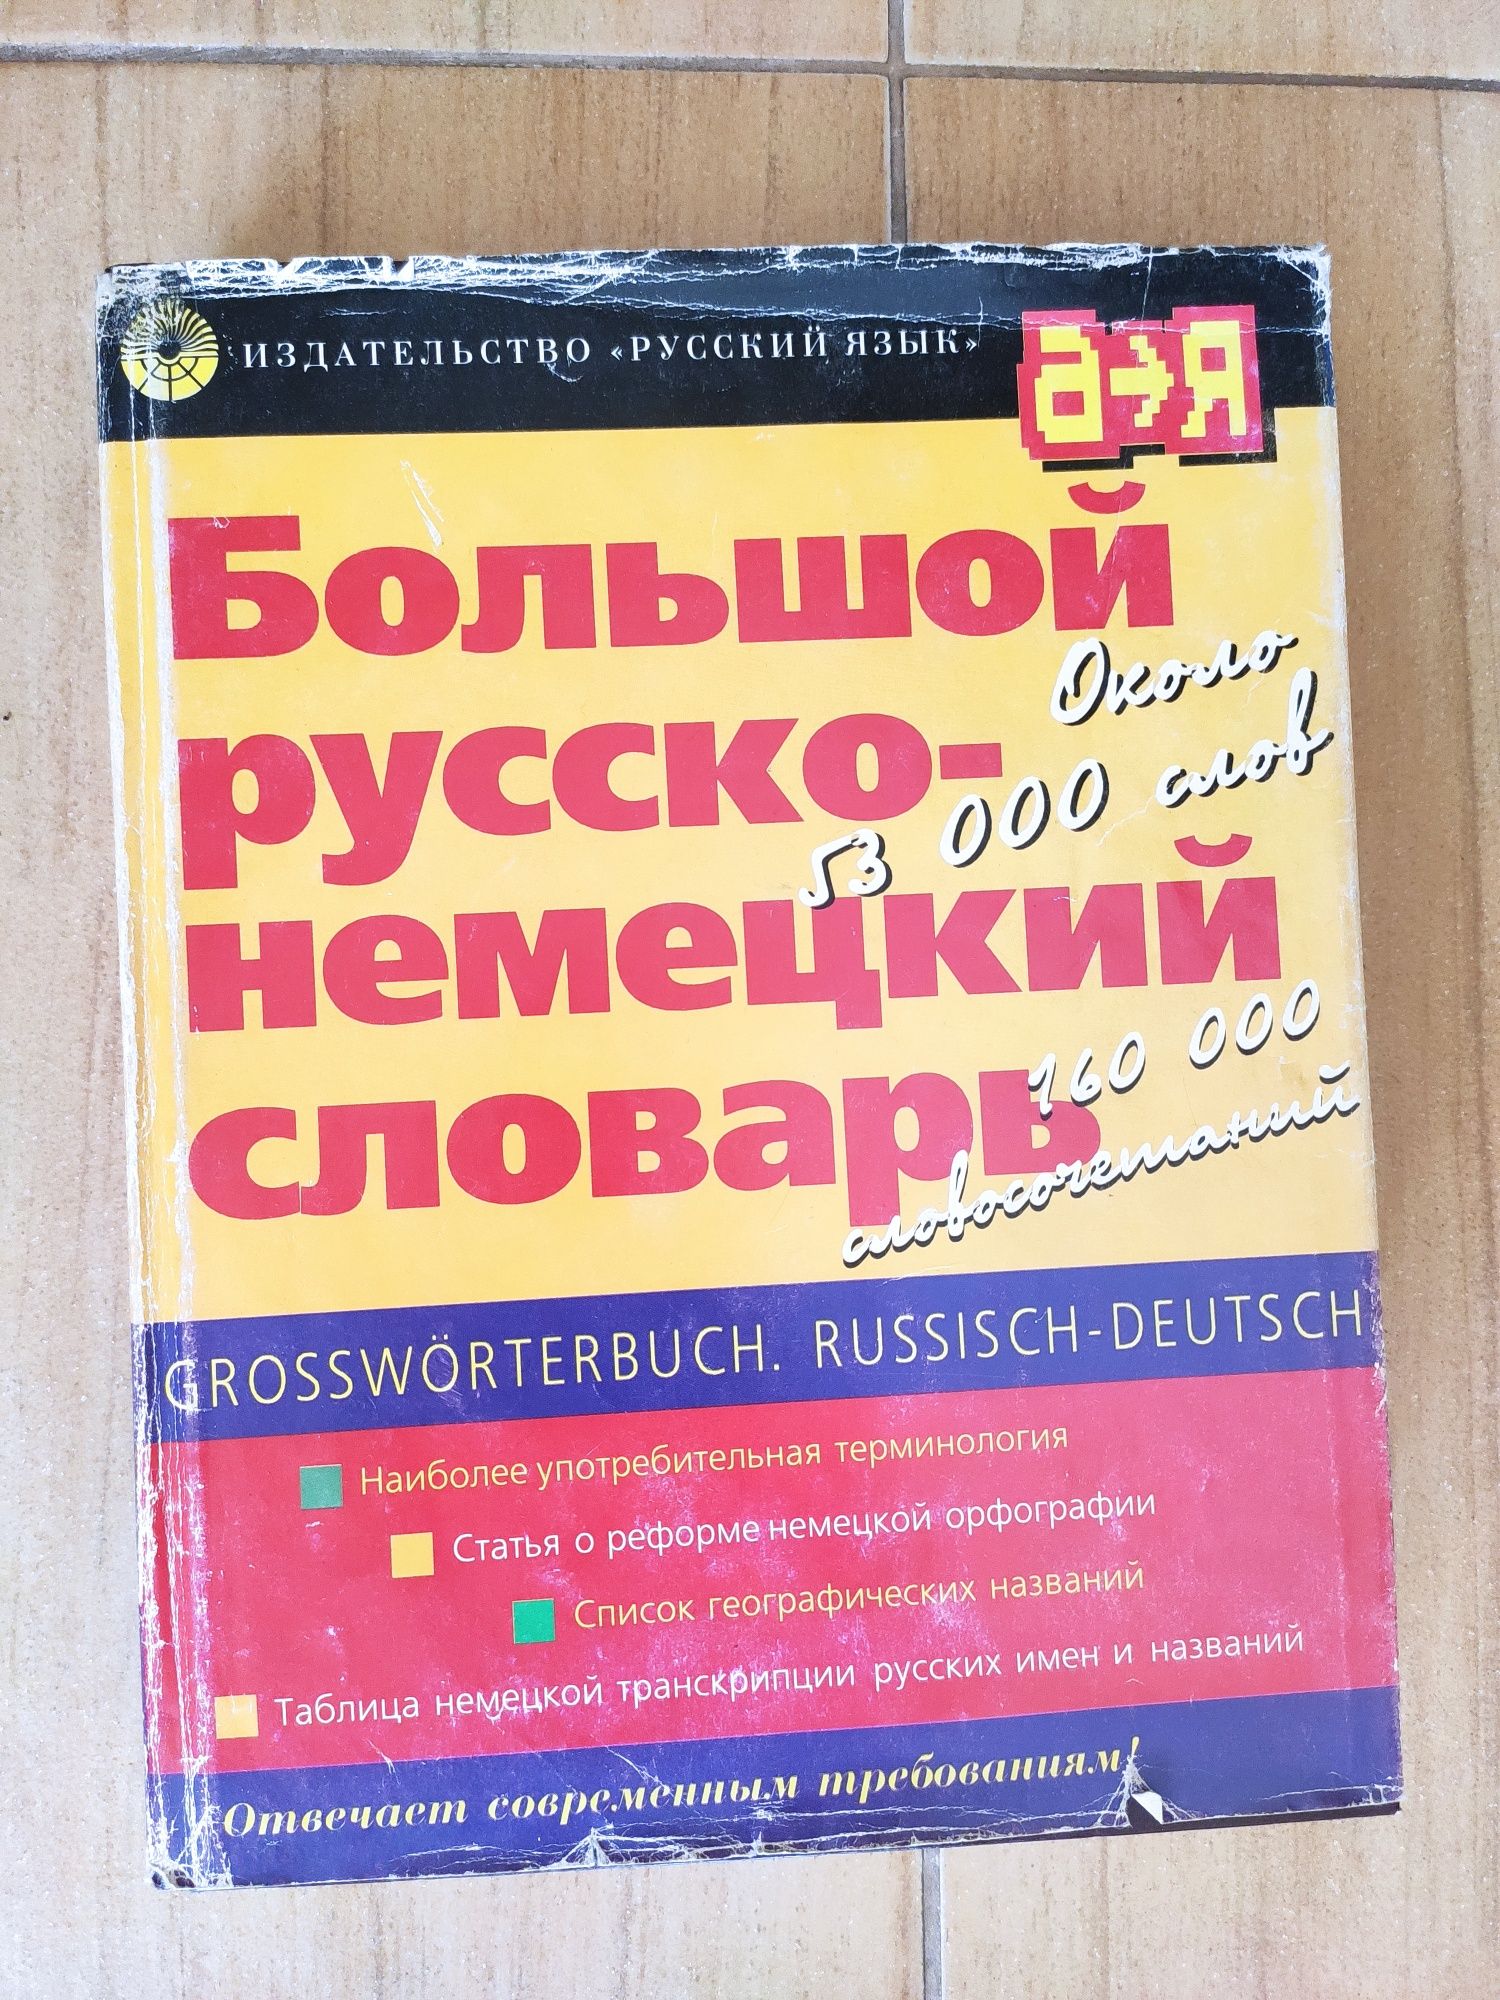 ИЗДАТЕЛЬСТВО «РУССКИЙ ЯЗЫК»
а→я
Большой
русско-
немецкий
словарь
Около
53 000 слов
160 000
словосочетаний
GROSSWÖRTERBUCH. RUSSISCH-DEUTSCH
Наиболее употребительная терминология
Статья о реформе немецкой орфографии
Список географических названий
Таблица немецкой транскрипции русских имен и названий
Отвечает современным требованиям!